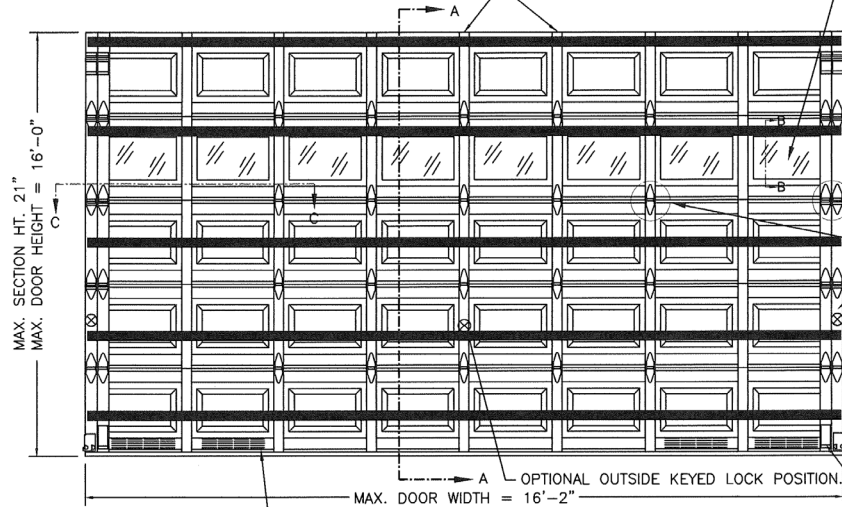 A
B
B
C
C
MAX. SECTION HT. 21"
MAX. DOOR HEIGHT = 16'-0"
A
OPTIONAL OUTSIDE KEYED LOCK POSITION.
MAX. DOOR WIDTH = 16'-2"